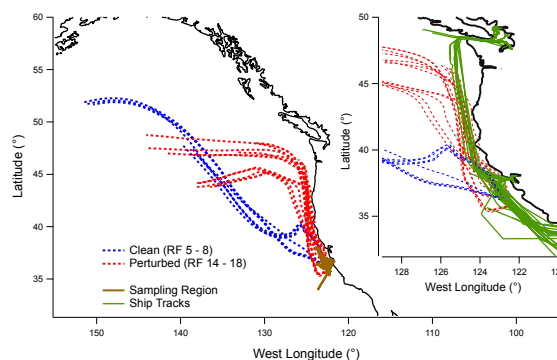 60
55
50
45
40
35
Latitude (°)
Clean (RF 5 - 8)
Perturbed (RF 14 - 18)
Sampling Region
Ship Tracks
150
140
130
120
110
100
West Longitude (°)
50
45
40
35
Latitude (°)
128
126
124
122
West Longitude (°)